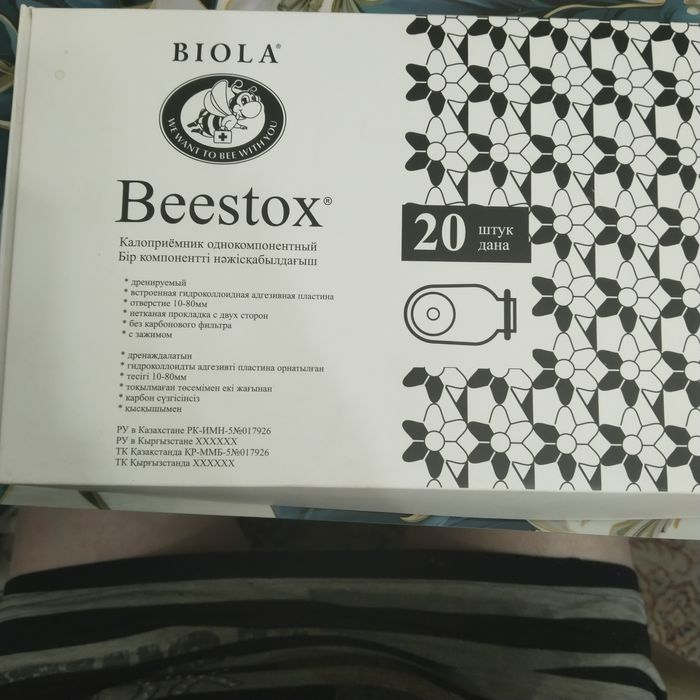 BIOLA®
WE WANT TO BEE WITH YOU
Beestox®
Калоприёмник однокомпонентный
Бір компонентті нәжісқабылдағыш
* дренируемый
* встроенная гидроколлоидная адгезивная пластина
* отверстие 10-80мм
* нетканая прокладка с двух сторон
* без карбонового фильтра
* с зажимом
* дренаждалатын
* гидроколлоидты адгезивті пластина орнатылған
* тесігі 10-80мм
* тоқылмаған төсемімен екі жағынан
* карбон сүзгісінсіз
* қысқышымен
РУ в Казахстане РК-ИМН-5№017926
РУ в Кыргызстане XXXXXX
ТК Қазақстанда ҚР-ММБ-5№017926
ТК Қырғызстанда XXXXXX
20 штук
дана